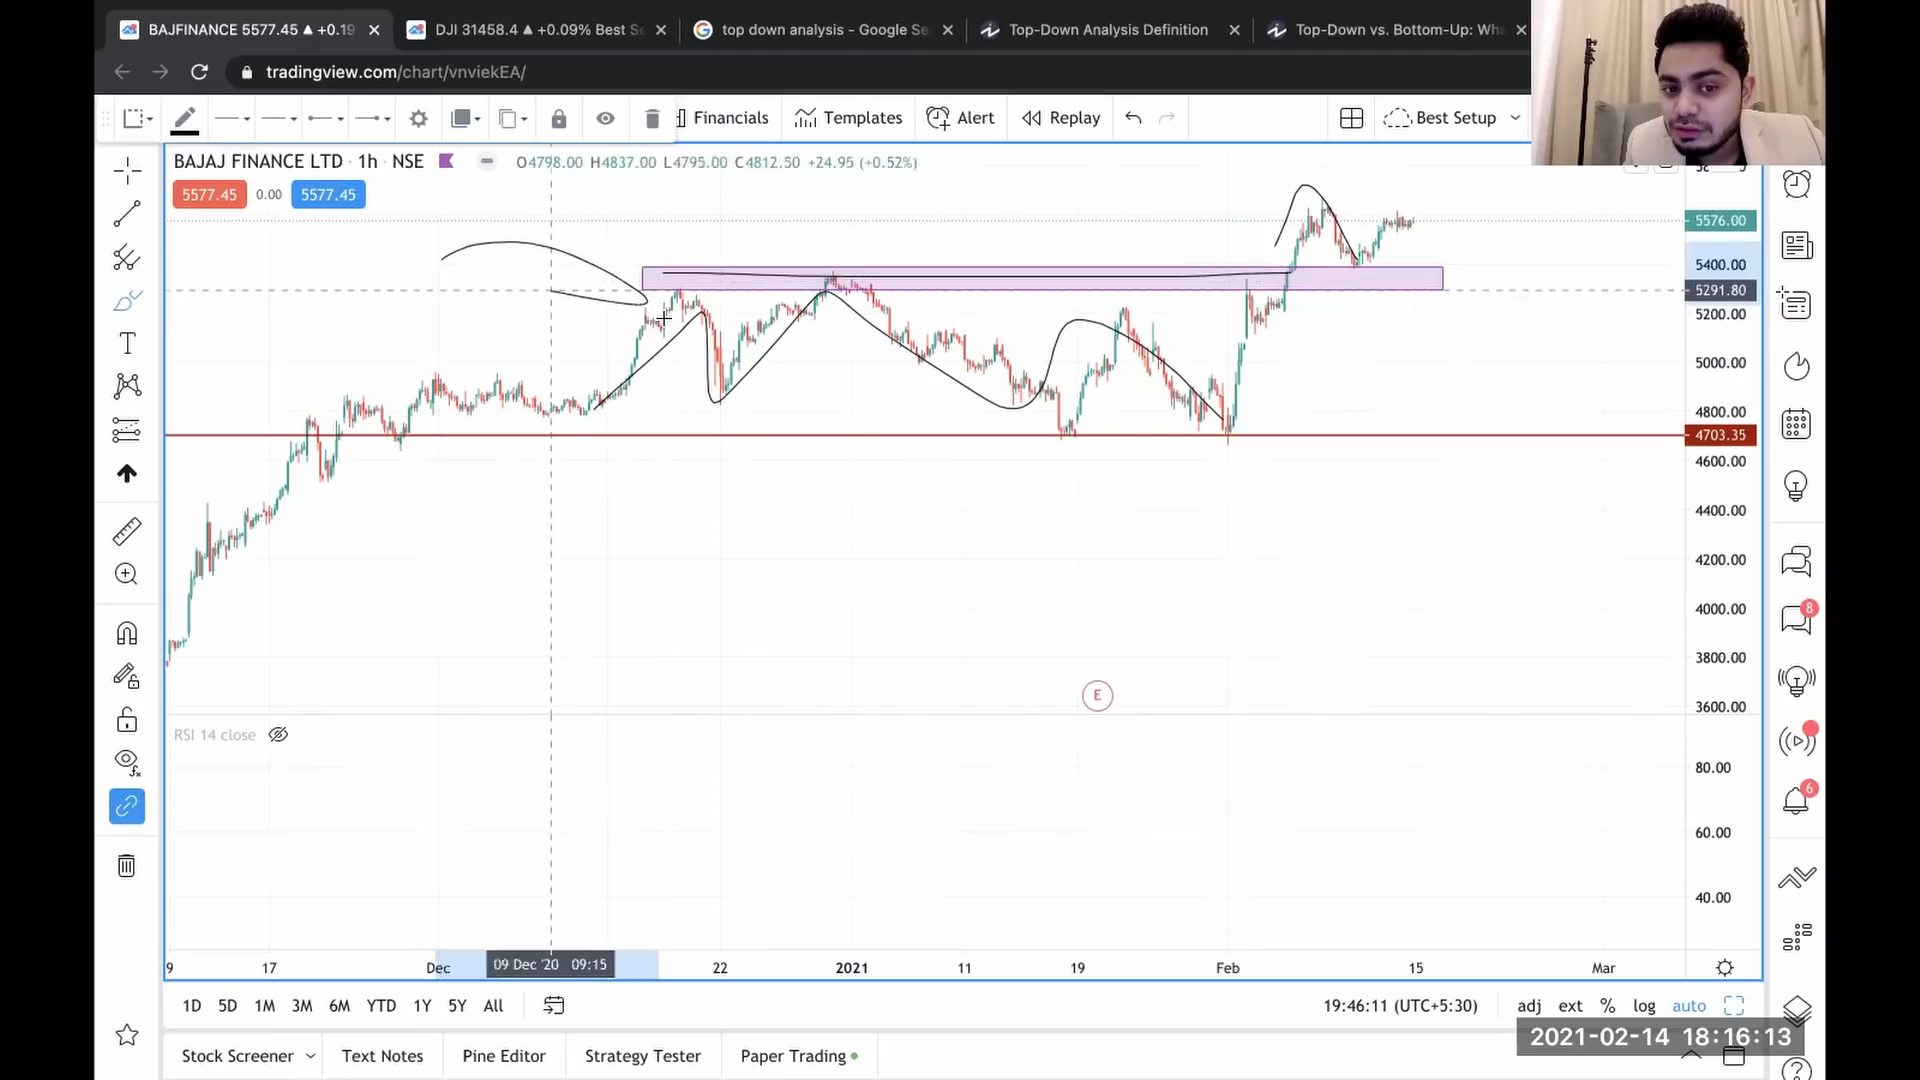 BAJFINANCE 5577.45 ▲ +0.19
DJI 31458.4 ▲ +0.09% Best S
top down analysis - Google Se
Top-Down Analysis Definition
Top-Down vs. Bottom-Up: Wh
tradingview.com/chart/vnviekEA/
Financials
Templates
Alert
Replay
Best Setup
BAJAJ FINANCE LTD · 1h · NSE
O4798.00 H4837.00 L4795.00 C4812.50 +24.95 (+0.52%)
5577.45 0.00 5577.45
5576.00
5400.00
5291.80
5200.00
5000.00
4800.00
4703.35
4600.00
4400.00
4200.00
4000.00
3800.00
3600.00
E
RSI 14 close
80.00
60.00
40.00
9 17 Dec 09 Dec '20 09:15 22 2021 11 19 Feb 15 Mar
8
6
1D 5D 1M 3M 6M YTD 1Y 5Y All
19:46:11 (UTC+5:30)
adj ext % log auto
2021-02-14 18:16:13
Stock Screener
Text Notes
Pine Editor
Strategy Tester
Paper Trading